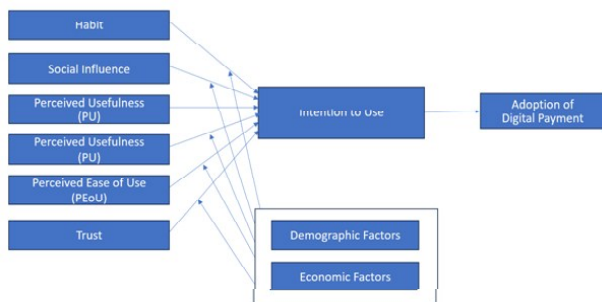 Habit
Social Influence
Perceived Usefulness
(PU)
Perceived Usefulness
(PU)
Perceived Ease of Use
(PEoU)
Trust
Intention to Use
Adoption of
Digital Payment
Demographic Factors
Economic Factors